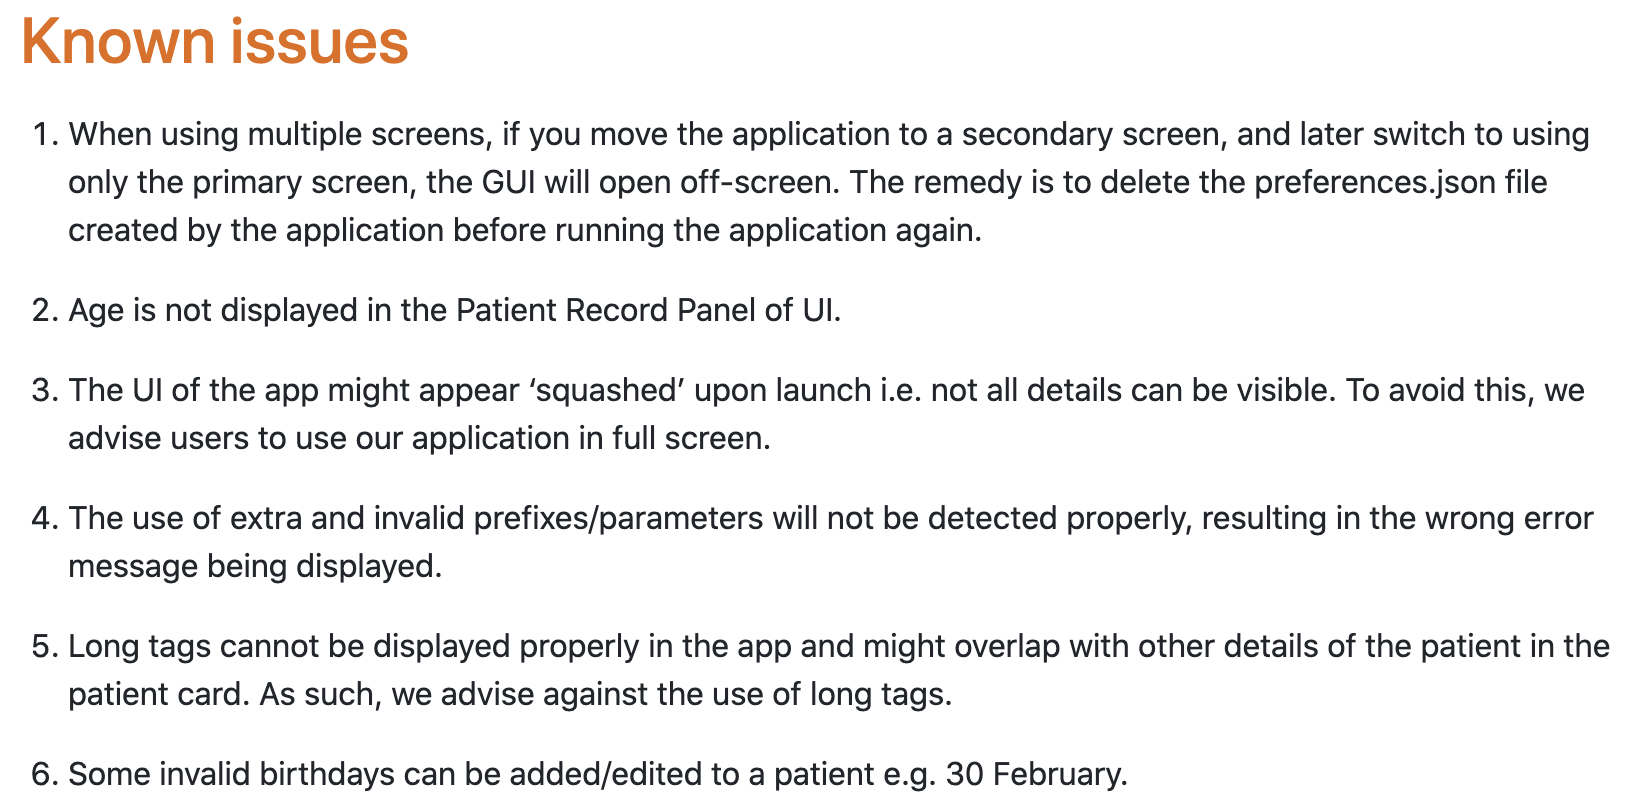 Known issues
1. When using multiple screens, if you move the application to a secondary screen, and later switch to using
only the primary screen, the GUI will open off-screen. The remedy is to delete the preferences.json file
created by the application before running the application again.
2. Age is not displayed in the Patient Record Panel of UI.
3. The UI of the app might appear ‘squashed’ upon launch i.e. not all details can be visible. To avoid this, we
advise users to use our application in full screen.
4. The use of extra and invalid prefixes/parameters will not be detected properly, resulting in the wrong error
message being displayed.
5. Long tags cannot be displayed properly in the app and might overlap with other details of the patient in the
patient card. As such, we advise against the use of long tags.
6. Some invalid birthdays can be added/edited to a patient e.g. 30 February.